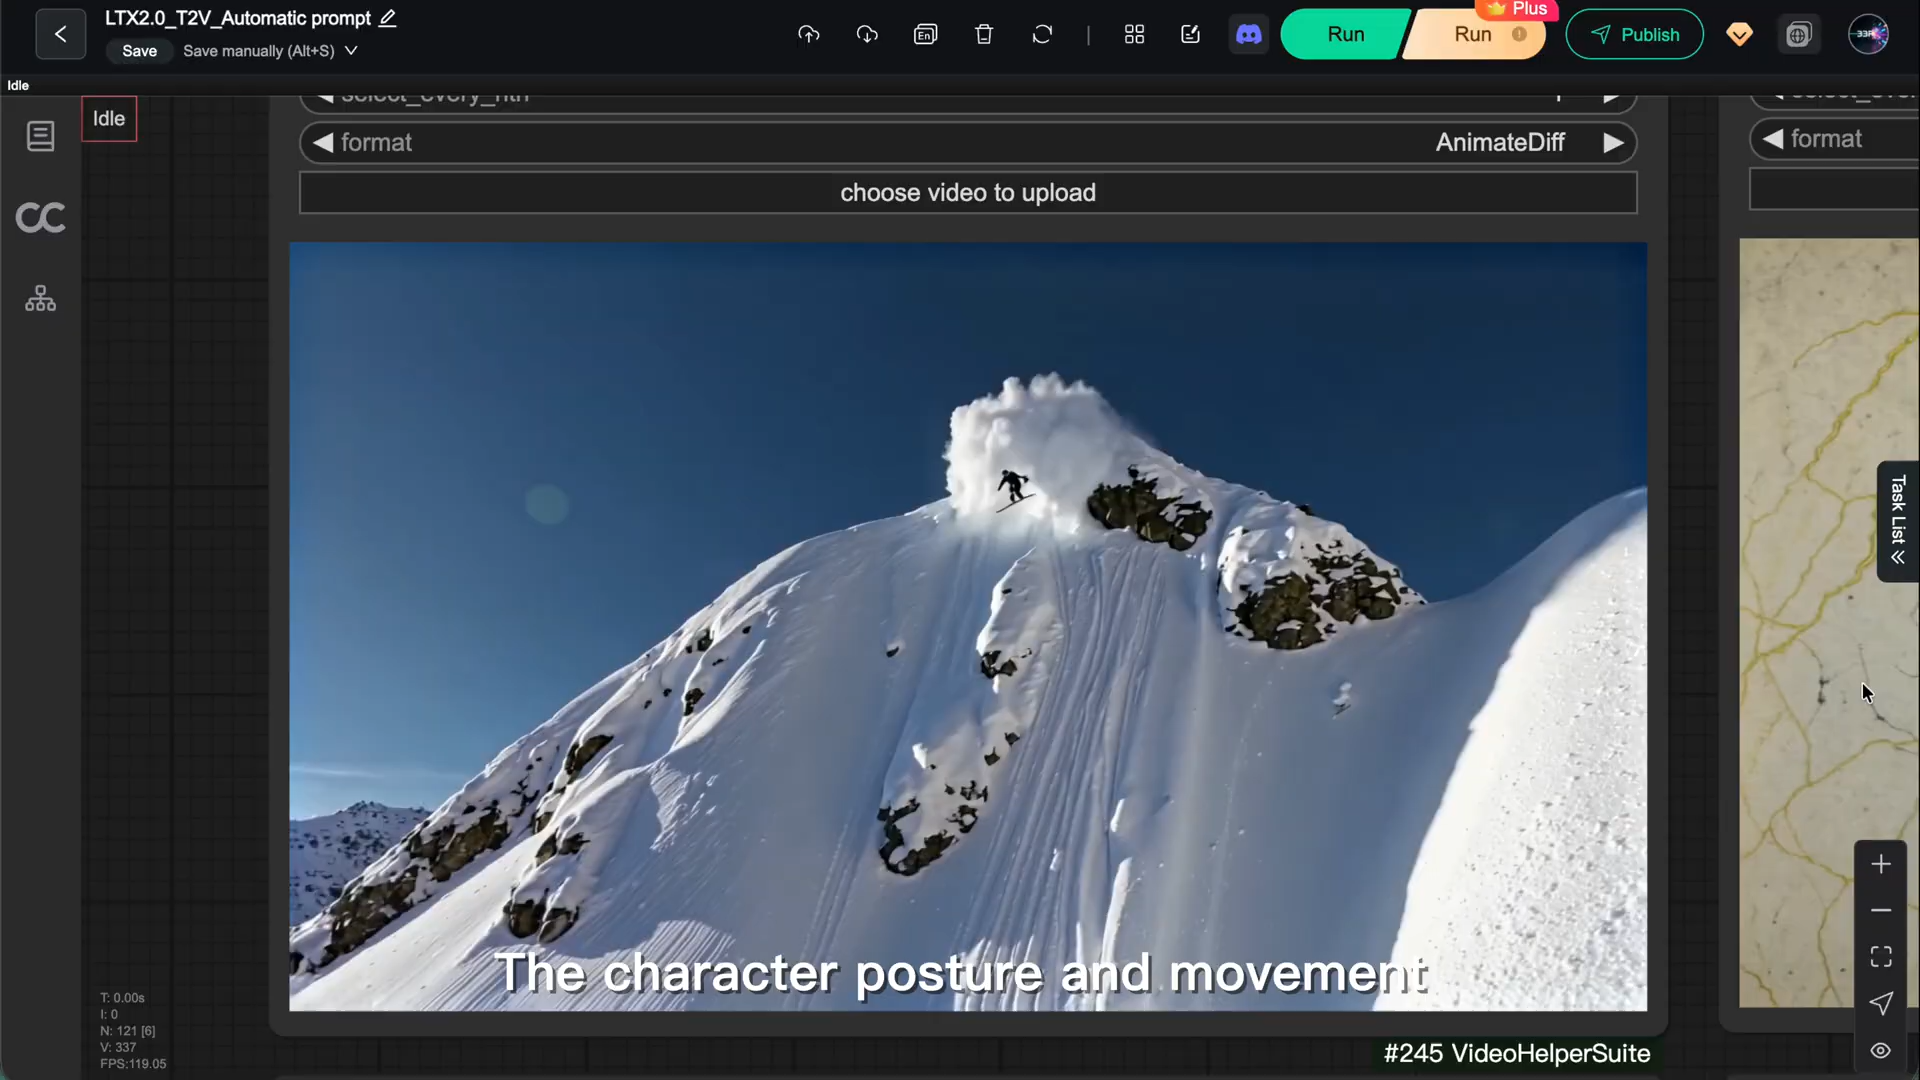 LTX2.0_T2V_Automatic prompt
Save
Save manually (Alt+S)
En
Run
Run
Plus
Publish
Idle
Idle
select_every_nth
format
AnimateDiff
choose video to upload
format
Task List
The character posture and movement
T: 0.00s
I: 0
N: 121 [6]
V: 337
FPS:119.05
#245 VideoHelperSuite